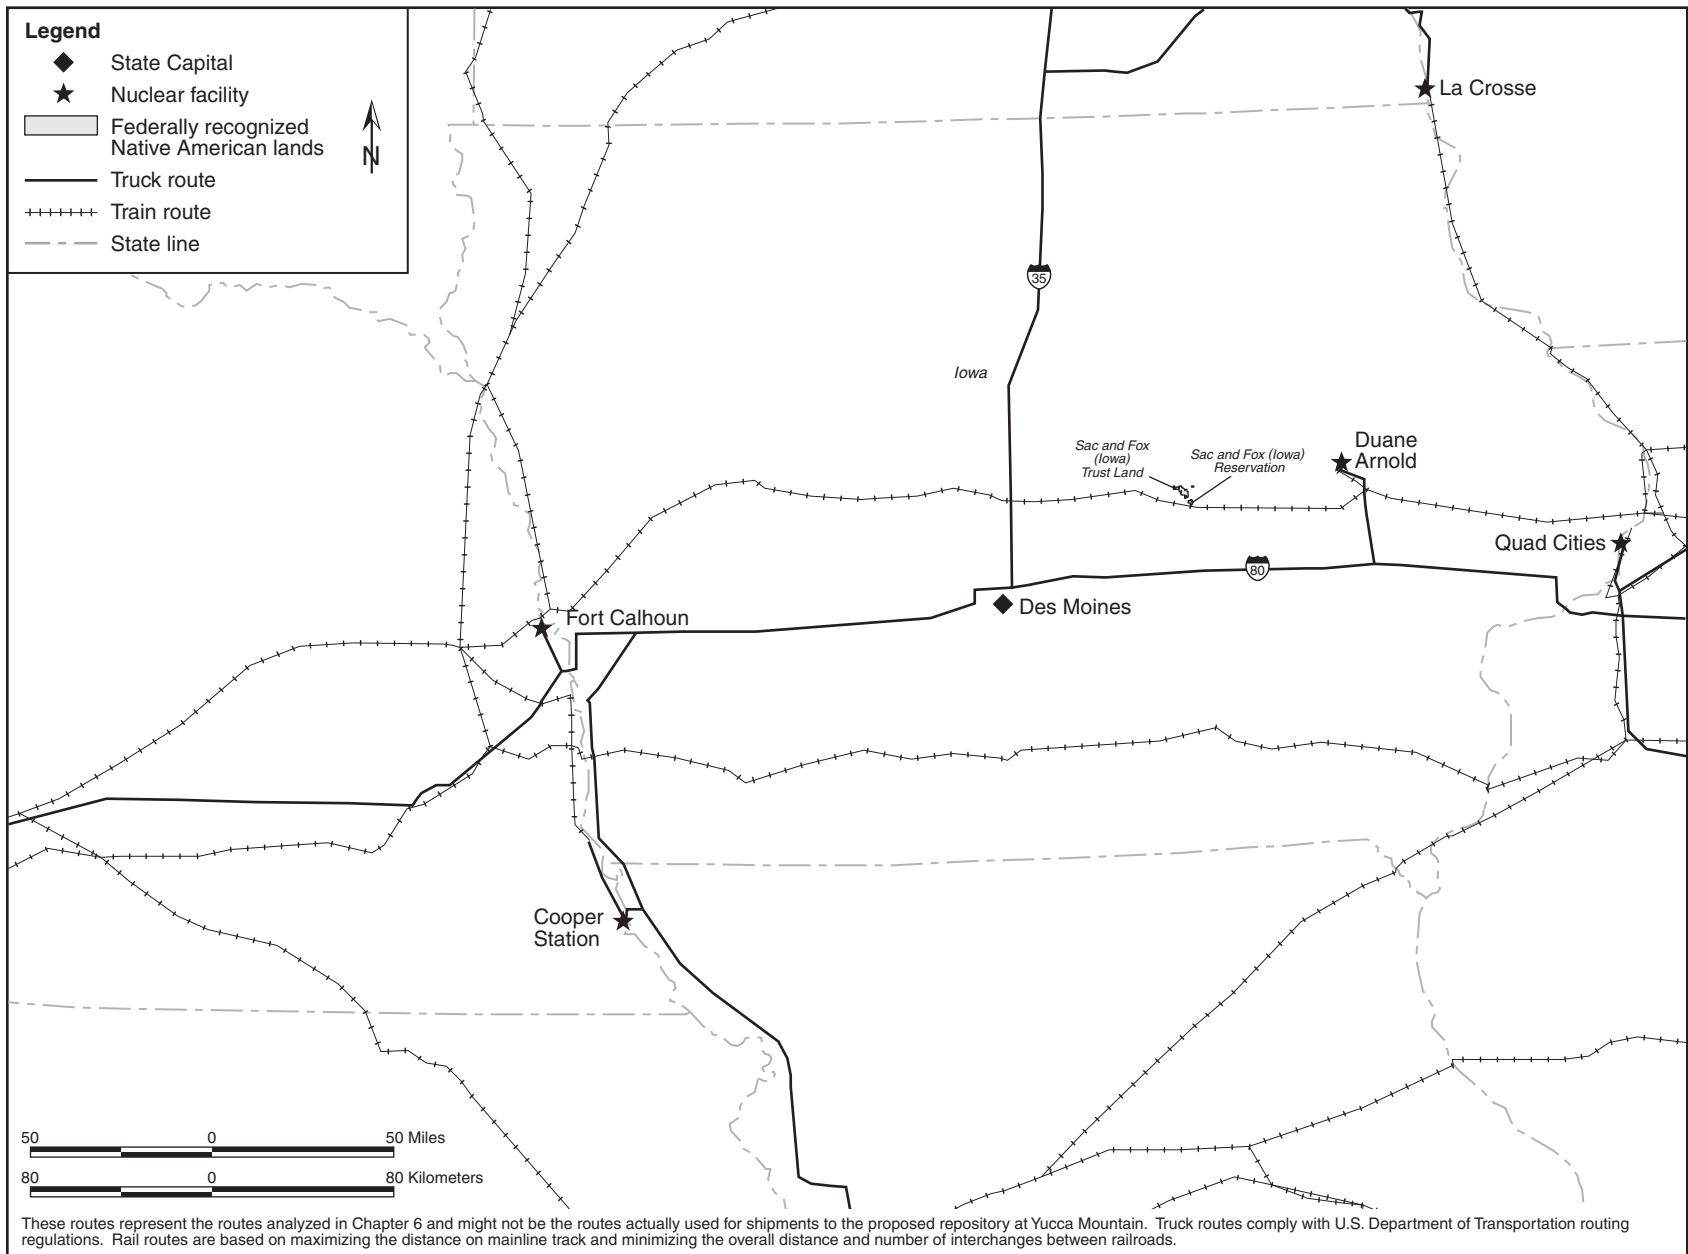 Legend
State Capital
Nuclear facility
Federally recognized
Native American lands
Truck route
Train route
State line
N
La Crosse
35
Iowa
Duane
Arnold
Sac and Fox
(Iowa)
Trust Land
Sac and Fox (Iowa)
Reservation
Quad Cities
80
Des Moines
Fort Calhoun
Cooper
Station
50 0 50 Miles
80 0 80 Kilometers
These routes represent the routes analyzed in Chapter 6 and might not be the routes actually used for shipments to the proposed repository at Yucca Mountain. Truck routes comply with U.S. Department of Transportation routing
regulations. Rail routes are based on maximizing the distance on mainline track and minimizing the overall distance and number of interchanges between railroads.